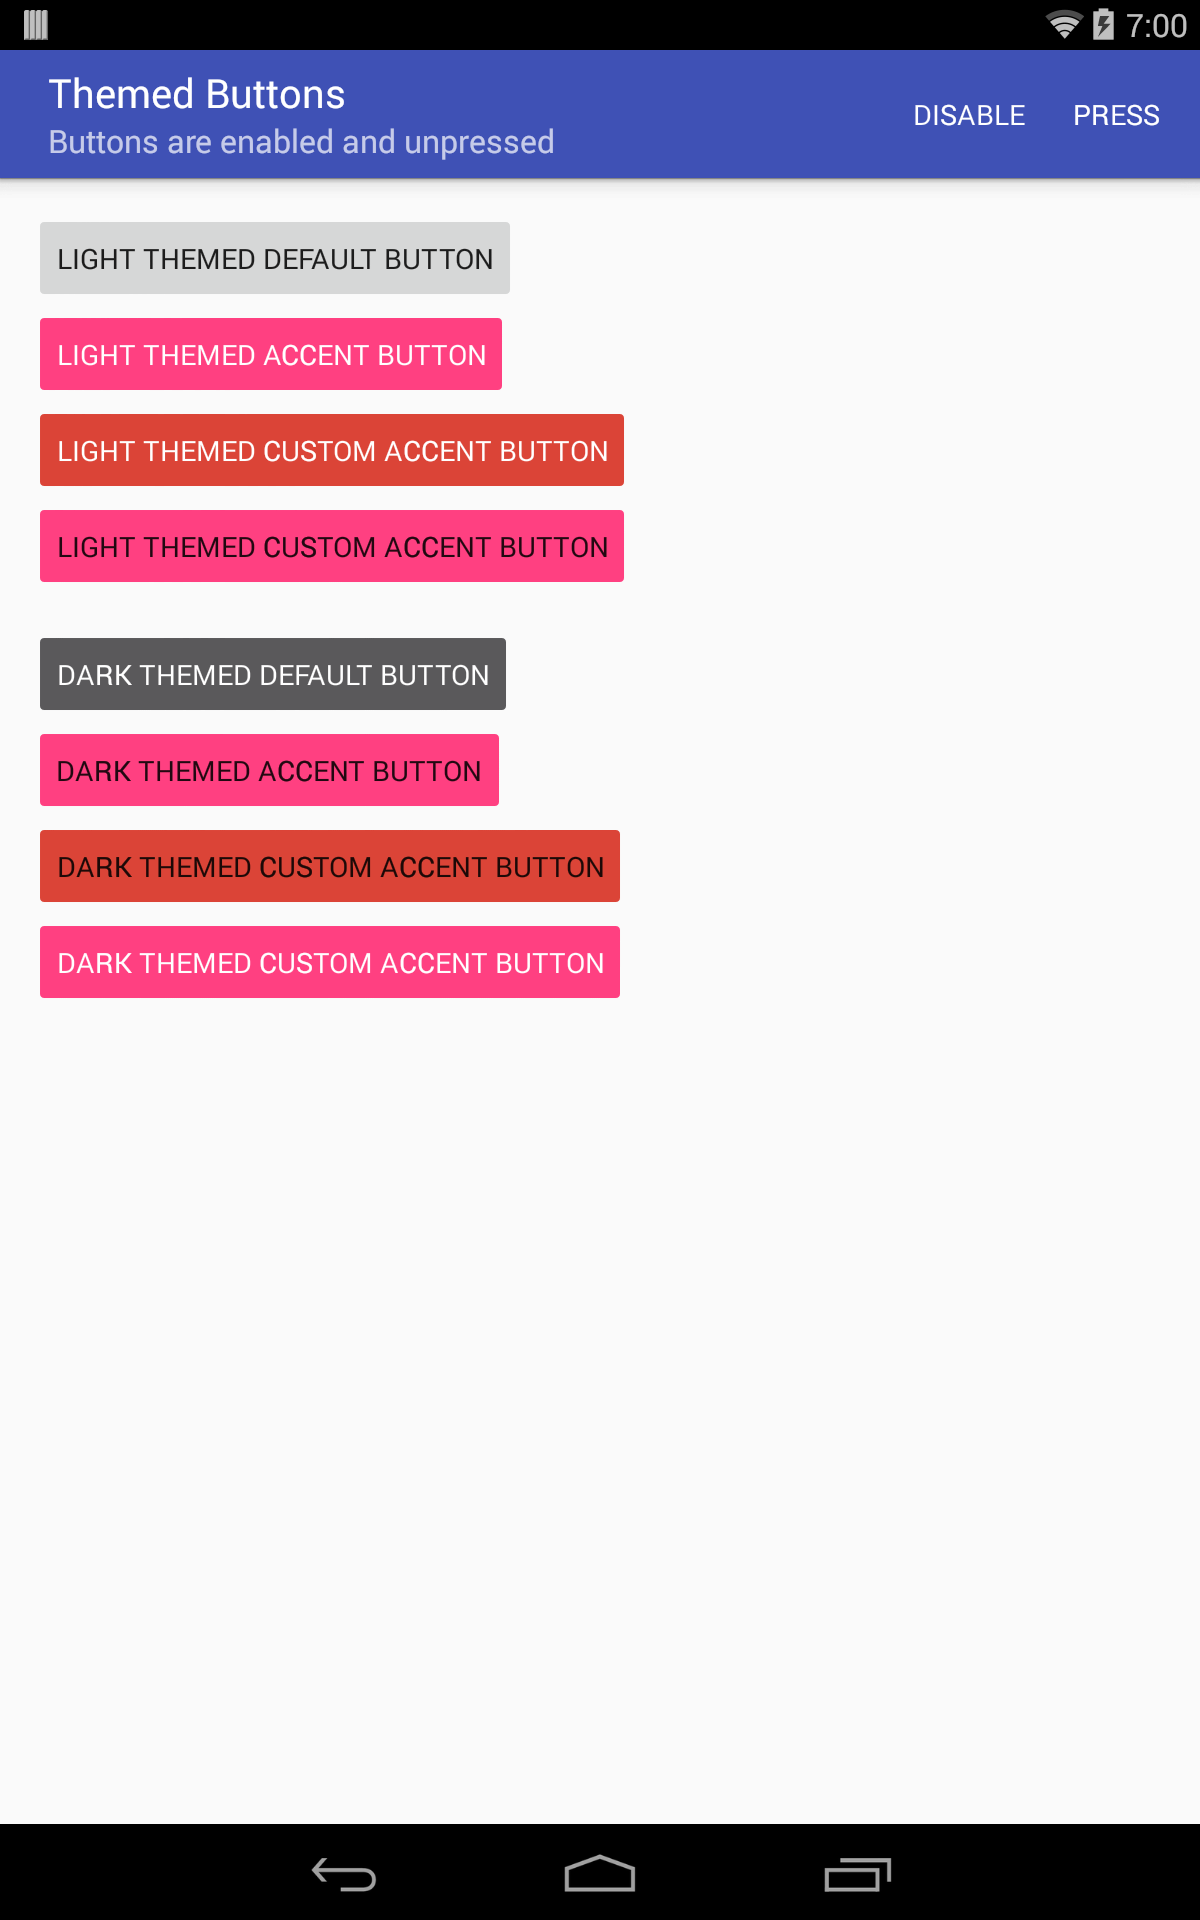 7:00
Themed Buttons
Buttons are enabled and unpressed
DISABLE
PRESS
LIGHT THEMED DEFAULT BUTTON
LIGHT THEMED ACCENT BUTTON
LIGHT THEMED CUSTOM ACCENT BUTTON
LIGHT THEMED CUSTOM ACCENT BUTTON
DARK THEMED DEFAULT BUTTON
DARK THEMED ACCENT BUTTON
DARK THEMED CUSTOM ACCENT BUTTON
DARK THEMED CUSTOM ACCENT BUTTON